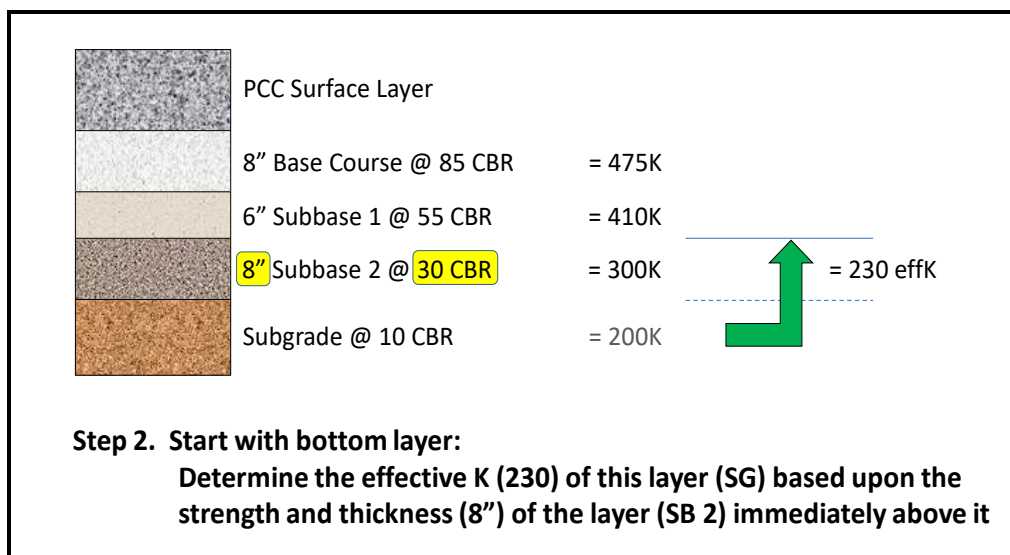 PCC Surface Layer
8” Base Course @ 85 CBR = 475K
6” Subbase 1 @ 55 CBR = 410K
8” Subbase 2 @ 30 CBR = 300K = 230 effK
Subgrade @ 10 CBR = 200K
Step 2. Start with bottom layer:
Determine the effective K (230) of this layer (SG) based upon the
strength and thickness (8”) of the layer (SB 2) immediately above it